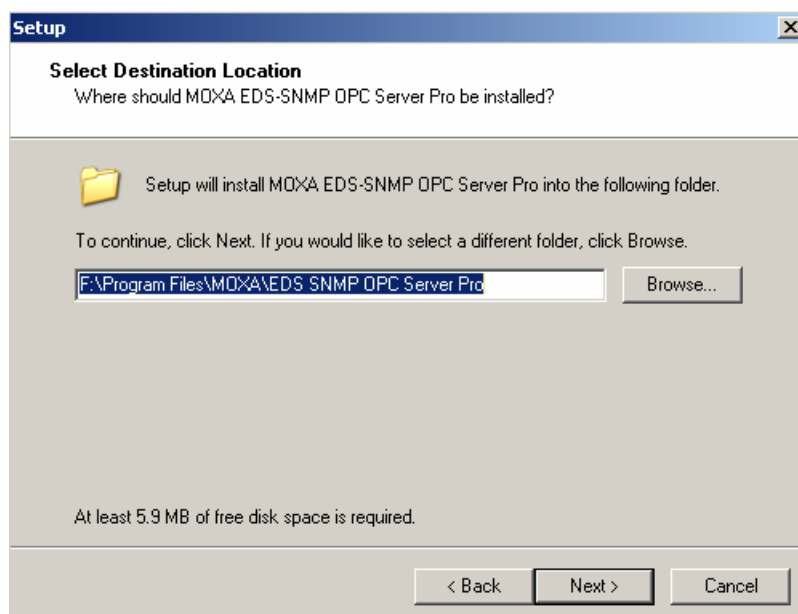 Setup
Select Destination Location
Where should MOXA EDS-SNMP OPC Server Pro be installed?
Setup will install MOXA EDS-SNMP OPC Server Pro into the following folder.
To continue, click Next. If you would like to select a different folder, click Browse.
F:\Program Files\MOXA\EDS SNMP OPC Server Pro
Browse...
At least 5.9 MB of free disk space is required.
< Back
Next >
Cancel